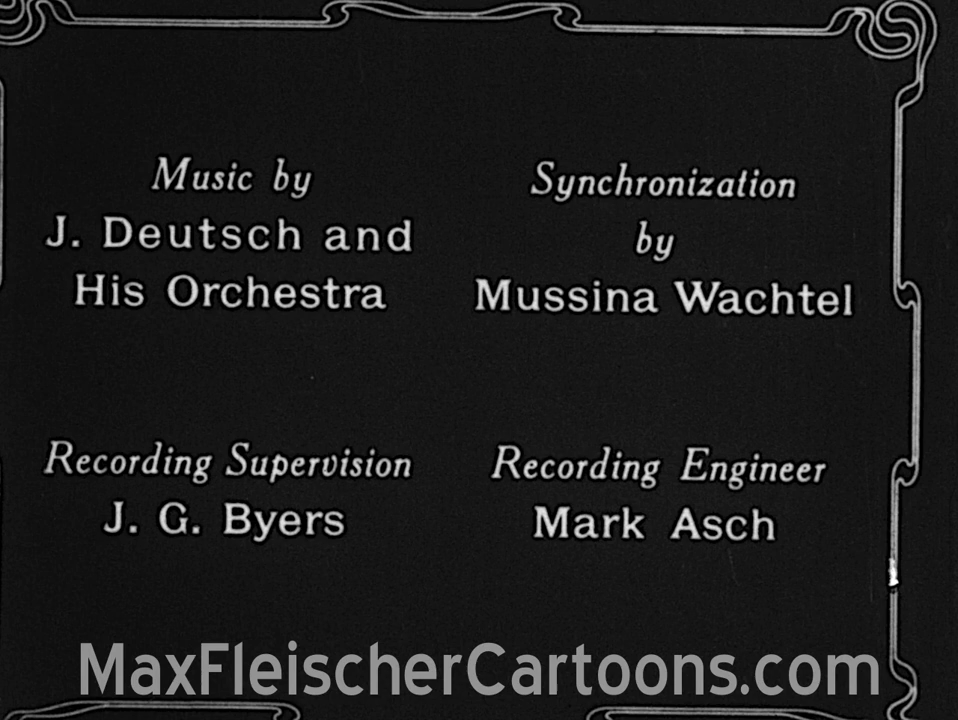 Music by
J. Deutsch and
His Orchestra
Synchronization
by
Mussina Wachtel
Recording Supervision
J. G. Byers
Recording Engineer
Mark Asch
MaxFleischerCartoons.com